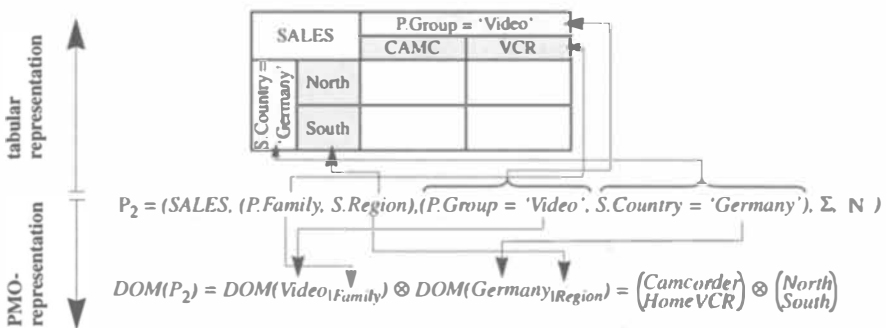 P.Group = ‘Video’
SALES
CAMC VCR
S.Country = ‘Germany’
North
South
tabular representation
P₂ = (SALES, (P.Family, S.Region),(P.Group = ‘Video’, S.Country = ‘Germany’), Σ, N )
PMO-representation
DOM(P₂) = DOM(Video|Family) ⊗ DOM(Germany|Region) = (Camcorder HomeVCR) ⊗ (North South)